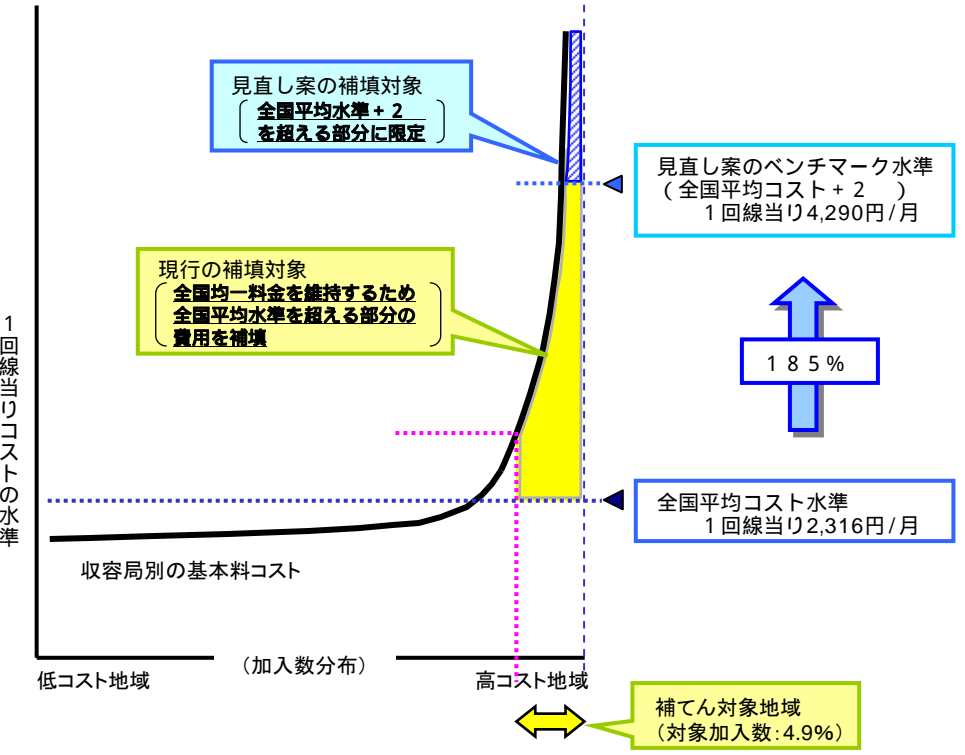 見直し案の補填対象
全国平均水準+2
を超える部分に限定
見直し案のベンチマーク水準
(全国平均コスト+2 )
1回線当り4,290円/月
現行の補填対象
全国均一料金を維持するため
全国平均水準を超える部分の
費用を補填
185%
1回線当りコストの水準
全国平均コスト水準
1回線当り2,316円/月
収容局別の基本料コスト
(加入数分布)
低コスト地域
高コスト地域
補てん対象地域
(対象加入数:4.9%)